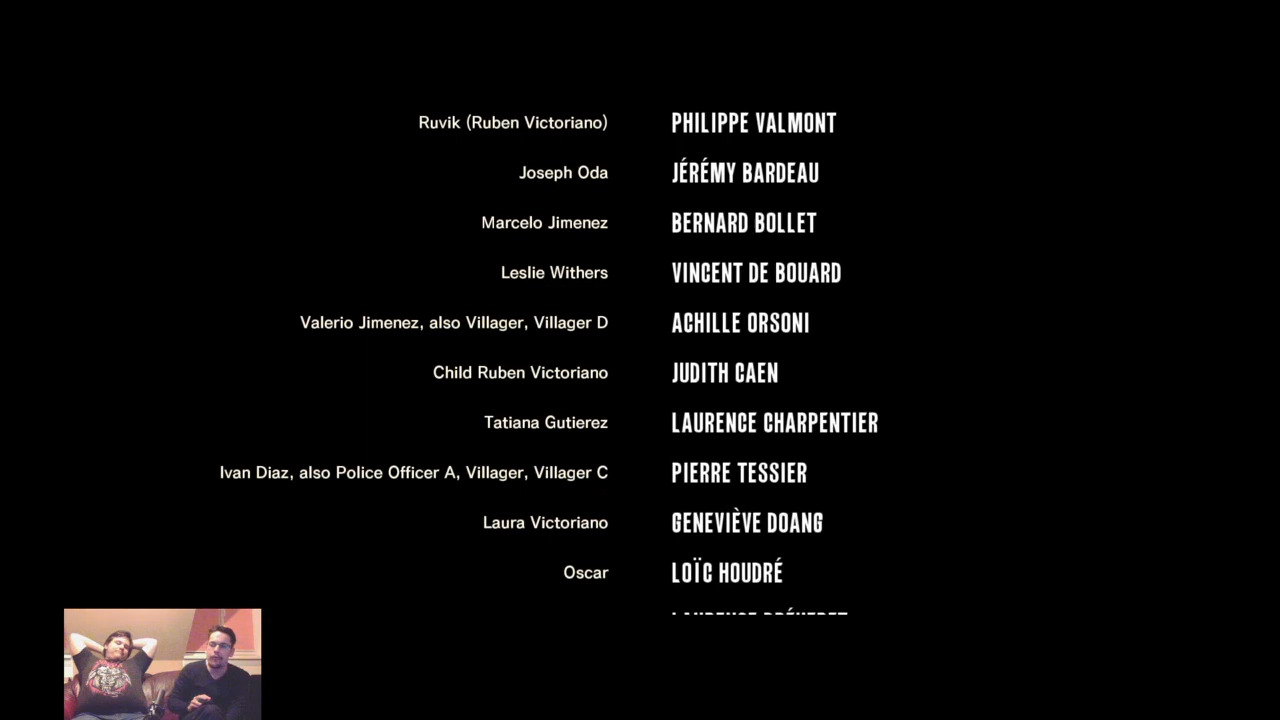 Ruvik (Ruben Victoriano) PHILIPPE VALMONT
Joseph Oda JÉRÉMY BARDEAU
Marcelo Jimenez BERNARD BOLLET
Leslie Withers VINCENT DE BOUARD
Valerio Jimenez, also Villager, Villager D ACHILLE ORSONI
Child Ruben Victoriano JUDITH CAEN
Tatiana Gutierez LAURENCE CHARPENTIER
Ivan Diaz, also Police Officer A, Villager, Villager C PIERRE TESSIER
Laura Victoriano GENEVIÈVE DOANG
Oscar LOÏC HOUDRÉ